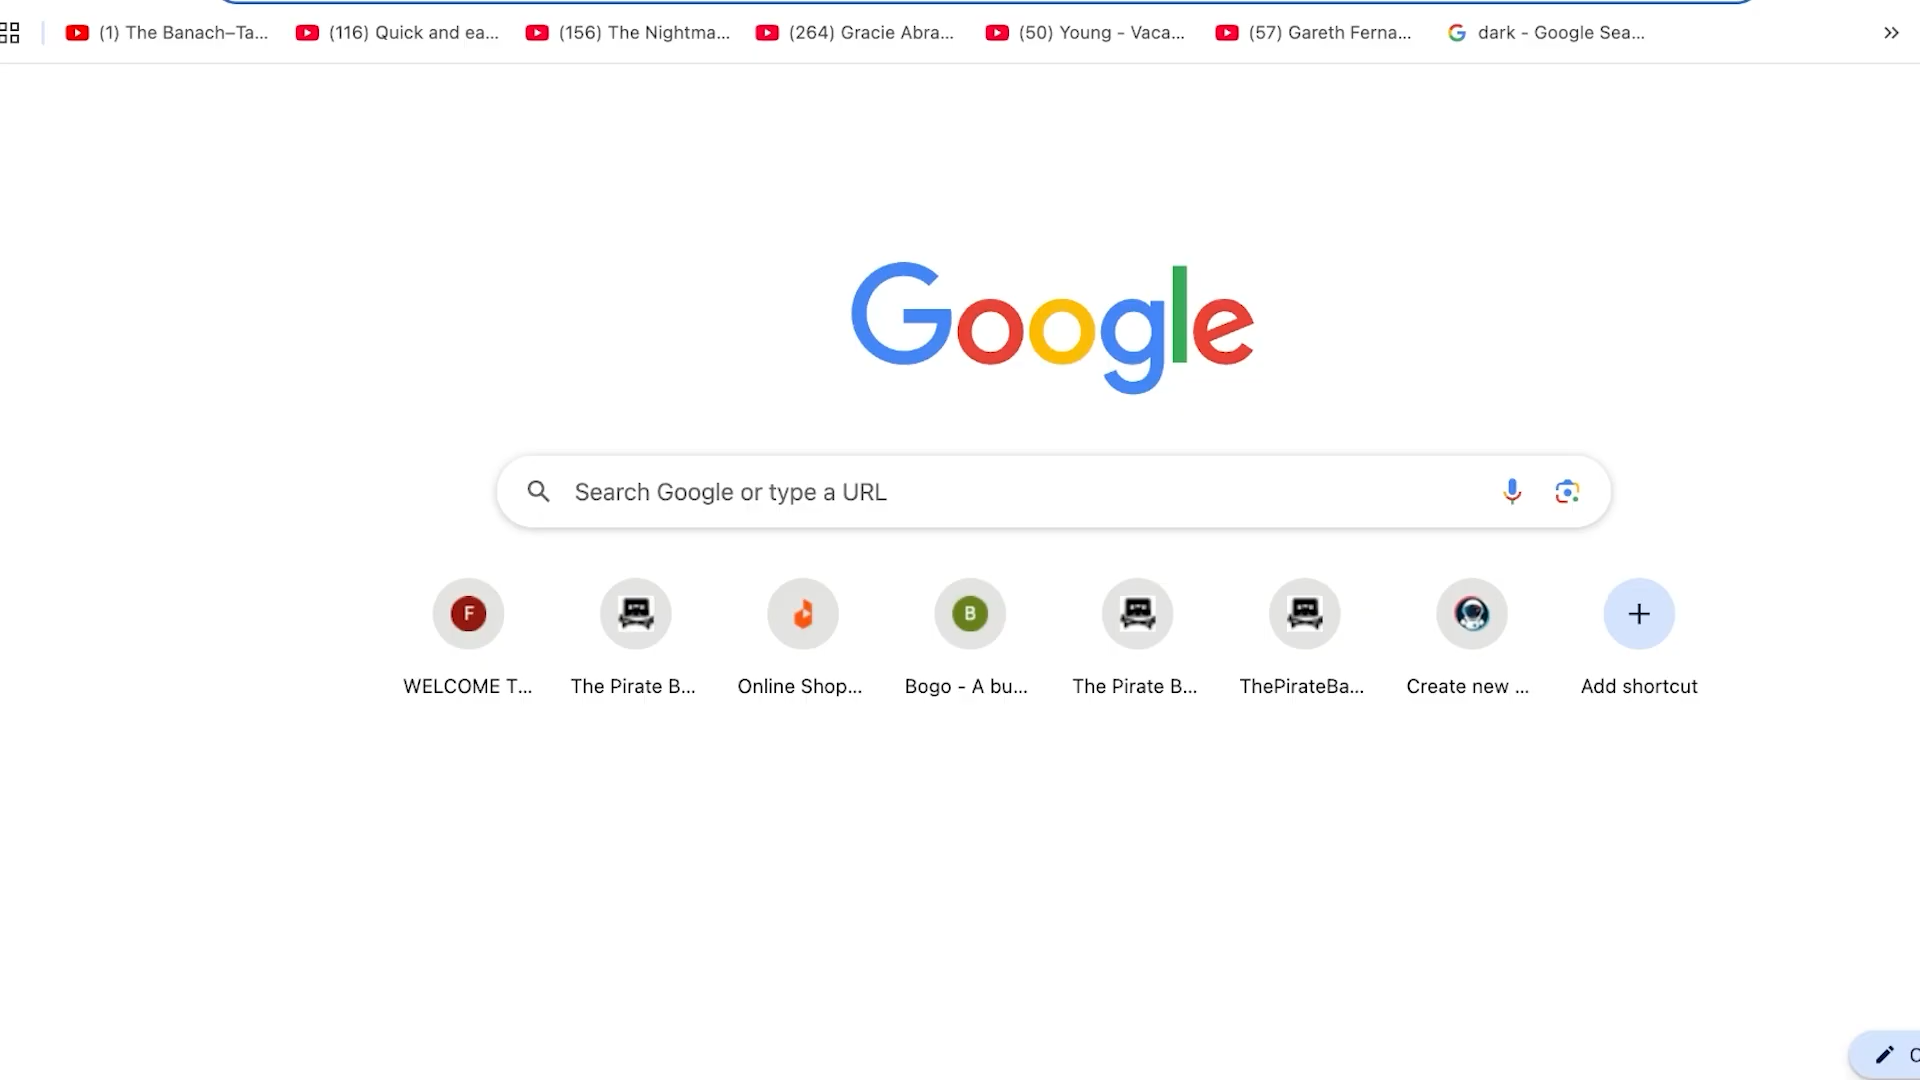 (1) The Banach–Ta... (116) Quick and ea... (156) The Nightma... (264) Gracie Abra... (50) Young - Vaca... (57) Gareth Ferna... dark - Google Sea... »
Google
Search Google or type a URL
F B
WELCOME T... The Pirate B... Online Shop... Bogo - A bu... The Pirate B... ThePirateBa... Create new ... Add shortcut